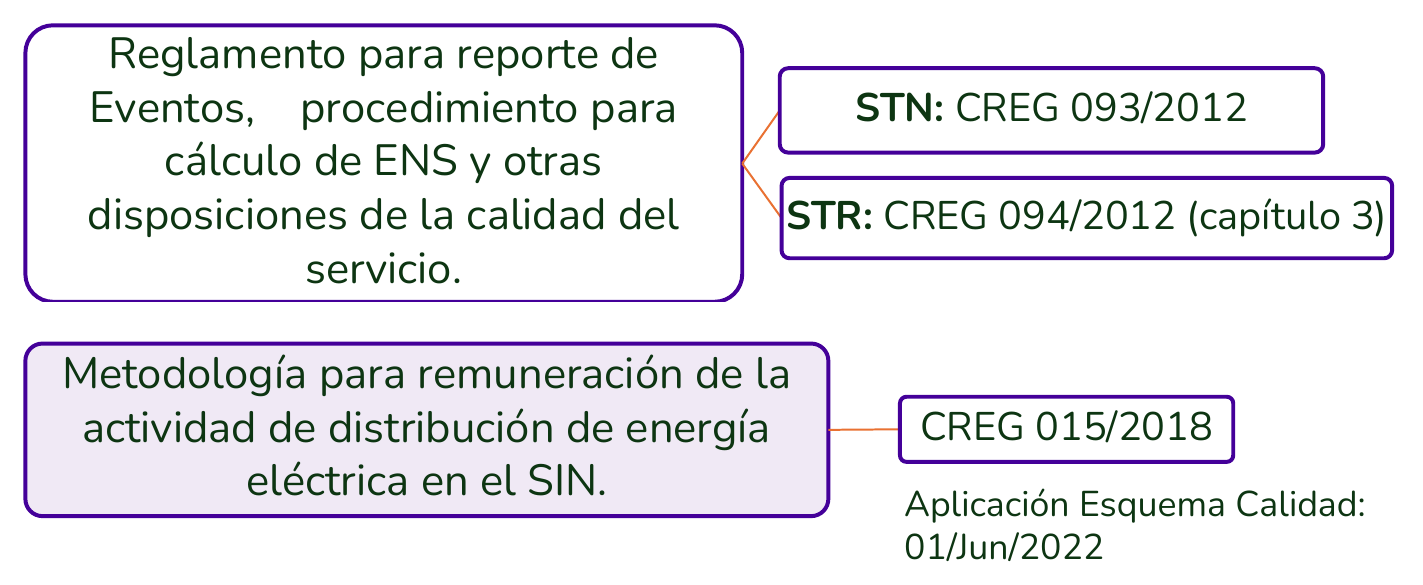 Reglamento para reporte de
Eventos, procedimiento para
cálculo de ENS y otras
disposiciones de la calidad del
servicio.
STN: CREG 093/2012
STR: CREG 094/2012 (capítulo 3)
Metodología para remuneración de la
actividad de distribución de energía
eléctrica en el SIN.
CREG 015/2018
Aplicación Esquema Calidad:
01/Jun/2022